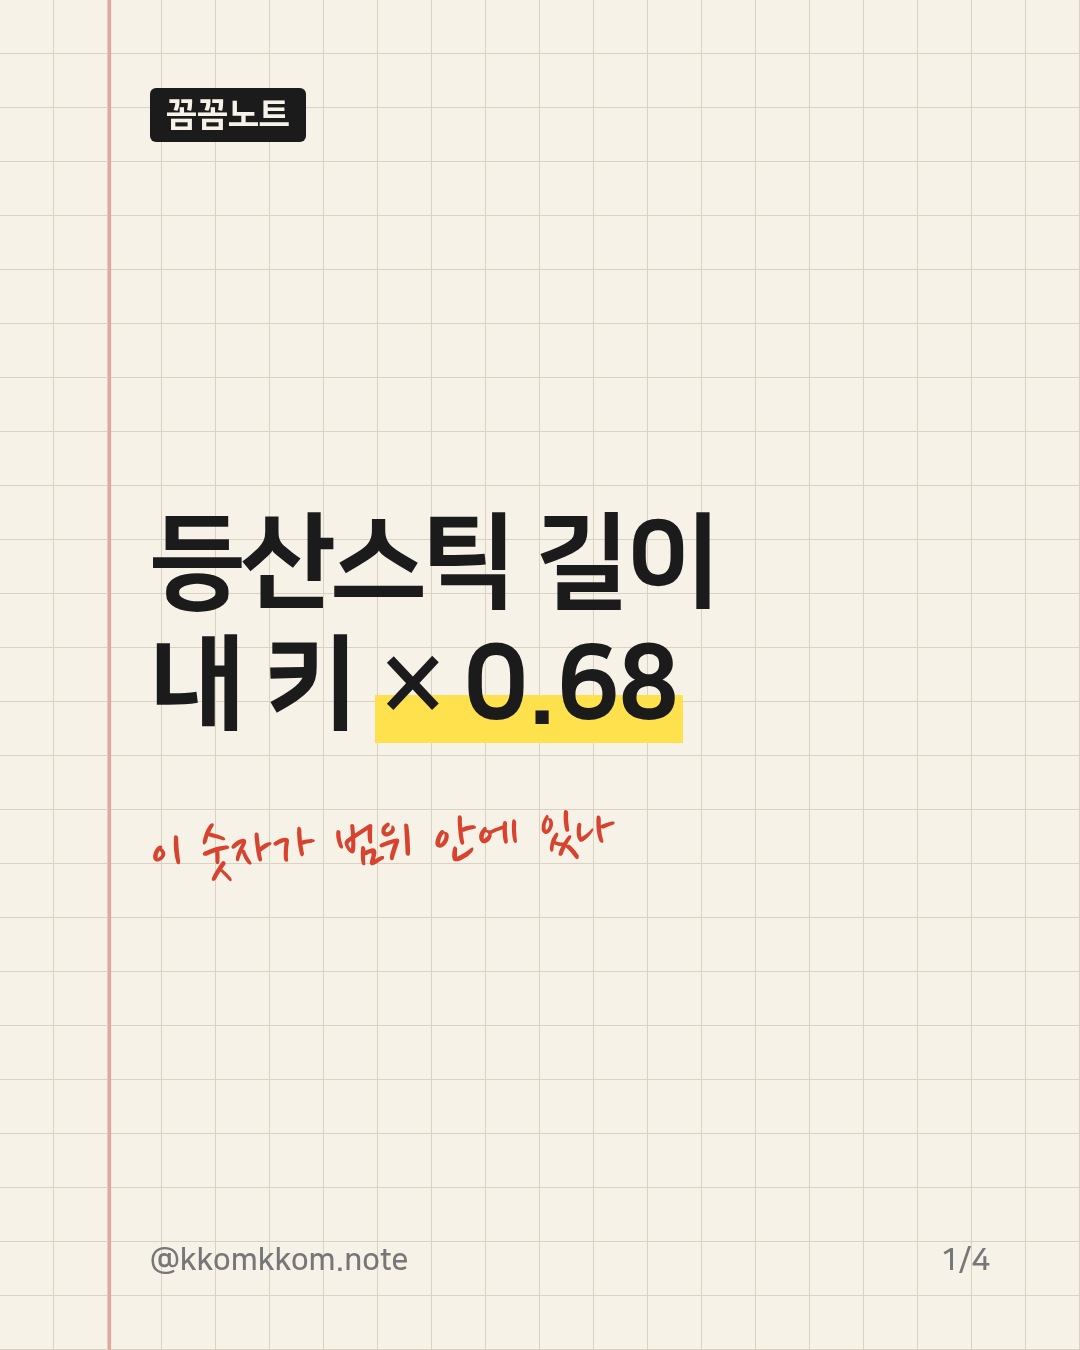 꼼꼼노트
등산스틱 길이
내 키 × 0.68
이 숫자가 범위 안에 있나
@kkomkkom.note
1/4